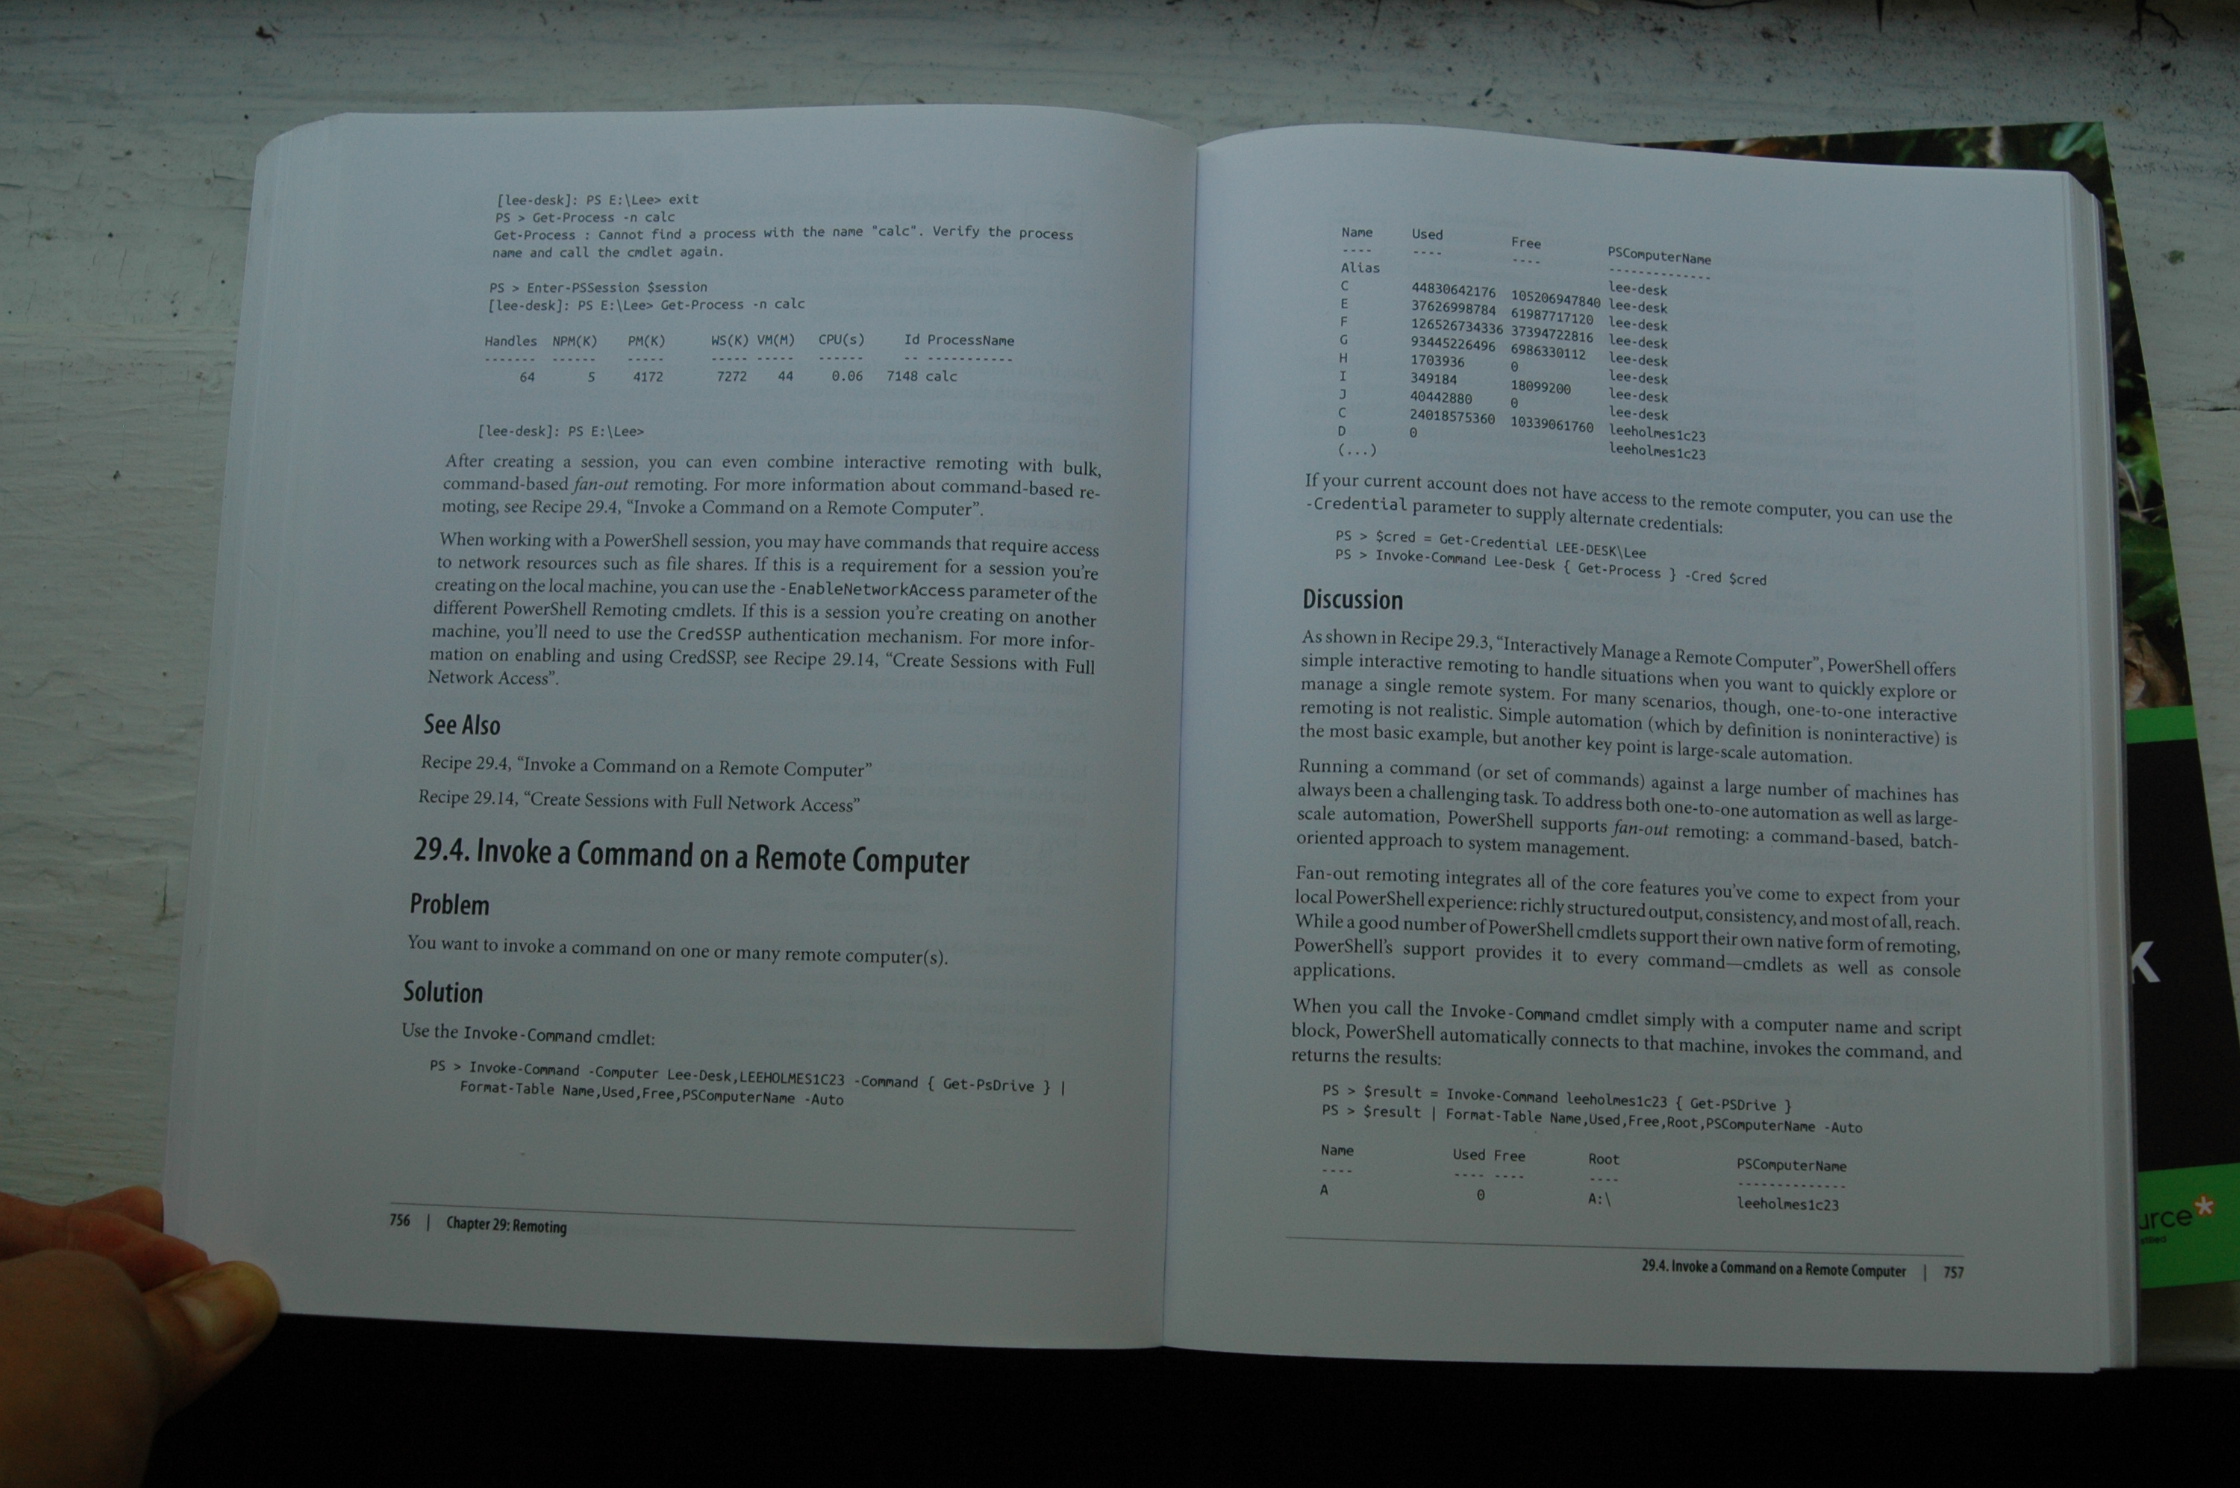 [lee-desk]: PS E:\Lee> exit
PS > Get-Process -n calc
Get-Process : Cannot find a process with the name "calc". Verify the process
name and call the cmdlet again.
PS > Enter-PSSession $session
[lee-desk]: PS E:\Lee> Get-Process -n calc
Handles NPM(K) PM(K) WS(K) VM(M) CPU(s) Id ProcessName
------- ------ ----- ----- ----- ------ -- -----------
64 5 4172 7272 44 0.06 7148 calc
[lee-desk]: PS E:\Lee>
After creating a session, you can even combine interactive remoting with bulk,
command-based fan-out remoting. For more information about command-based re-
moting, see Recipe 29.4, “Invoke a Command on a Remote Computer”.
When working with a PowerShell session, you may have commands that require access
to network resources such as file shares. If this is a requirement for a session you’re
creating on the local machine, you can use the -EnableNetworkAccess parameter of the
different PowerShell Remoting cmdlets. If this is a session you’re creating on another
machine, you’ll need to use the CredSSP authentication mechanism. For more infor-
mation on enabling and using CredSSP, see Recipe 29.14, “Create Sessions with Full
Network Access”.
See Also
Recipe 29.4, “Invoke a Command on a Remote Computer”
Recipe 29.14, “Create Sessions with Full Network Access”
29.4. Invoke a Command on a Remote Computer
Problem
You want to invoke a command on one or many remote computer(s).
Solution
Use the Invoke-Command cmdlet:
PS > Invoke-Command -Computer Lee-Desk,LEEHOLMES1C23 -Command { Get-PsDrive } |
Format-Table Name,Used,Free,PSComputerName -Auto
756 | Chapter 29: Remoting
Name Used Free PSComputerName
---- ---- ---- --------------
Alias lee-desk
C 44830642176 105206947840 lee-desk
E 37626998784 61987717120 lee-desk
F 126526734336 37394722816 lee-desk
G 93445226496 6986330112 lee-desk
H 1703936 0 lee-desk
I 349184 18099200 lee-desk
J 40442880 0 lee-desk
C 24018575360 10339061760 leeholmes1c23
D 0 leeholmes1c23
(...)
If your current account does not have access to the remote computer, you can use the
-Credential parameter to supply alternate credentials:
PS > $cred = Get-Credential LEE-DESK\Lee
PS > Invoke-Command Lee-Desk { Get-Process } -Cred $cred
Discussion
As shown in Recipe 29.3, “Interactively Manage a Remote Computer”, PowerShell offers
simple interactive remoting to handle situations when you want to quickly explore or
manage a single remote system. For many scenarios, though, one-to-one interactive
remoting is not realistic. Simple automation (which by definition is noninteractive) is
the most basic example, but another key point is large-scale automation.
Running a command (or set of commands) against a large number of machines has
always been a challenging task. To address both one-to-one automation as well as large-
scale automation, PowerShell supports fan-out remoting: a command-based, batch-
oriented approach to system management.
Fan-out remoting integrates all of the core features you’ve come to expect from your
local PowerShell experience: richly structured output, consistency, and most of all, reach.
While a good number of PowerShell cmdlets support their own native form of remoting,
PowerShell’s support provides it to every command—cmdlets as well as console
applications.
When you call the Invoke-Command cmdlet simply with a computer name and script
block, PowerShell automatically connects to that machine, invokes the command, and
returns the results:
PS > $result = Invoke-Command leeholmes1c23 { Get-PSDrive }
PS > $result | Format-Table Name,Used,Free,Root,PSComputerName -Auto
Name Used Free Root PSComputerName
---- ---- ---- ---- --------------
A 0 A:\ leeholmes1c23
29.4. Invoke a Command on a Remote Computer | 757
K
urce*